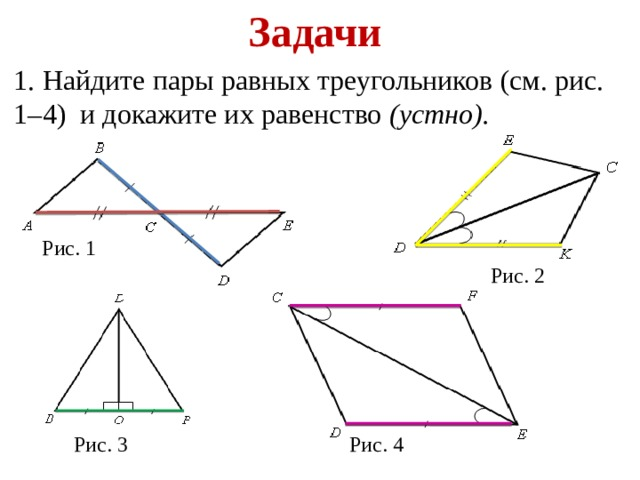 Задачи
1. Найдите пары равных треугольников (см. рис.
1–4) и докажите их равенство (устно).
B
A
C
E
D
Рис. 1
E
C
D
K
Рис. 2
O
Рис. 3
C
F
D
E
Рис. 4